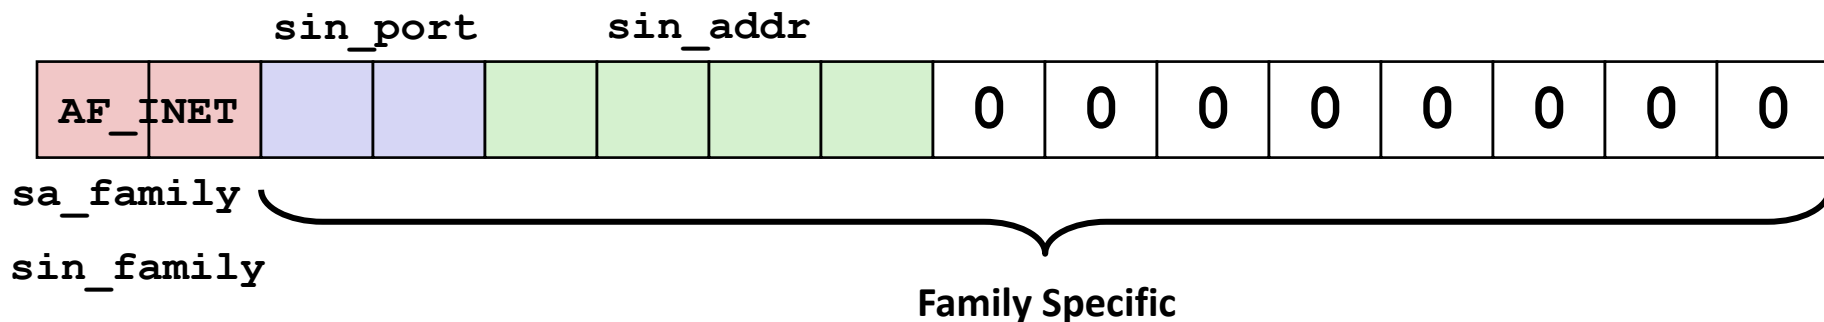 sin_port sin_addr
AF_INET 0 0 0 0 0 0 0 0
sa_family
sin_family
Family Specific